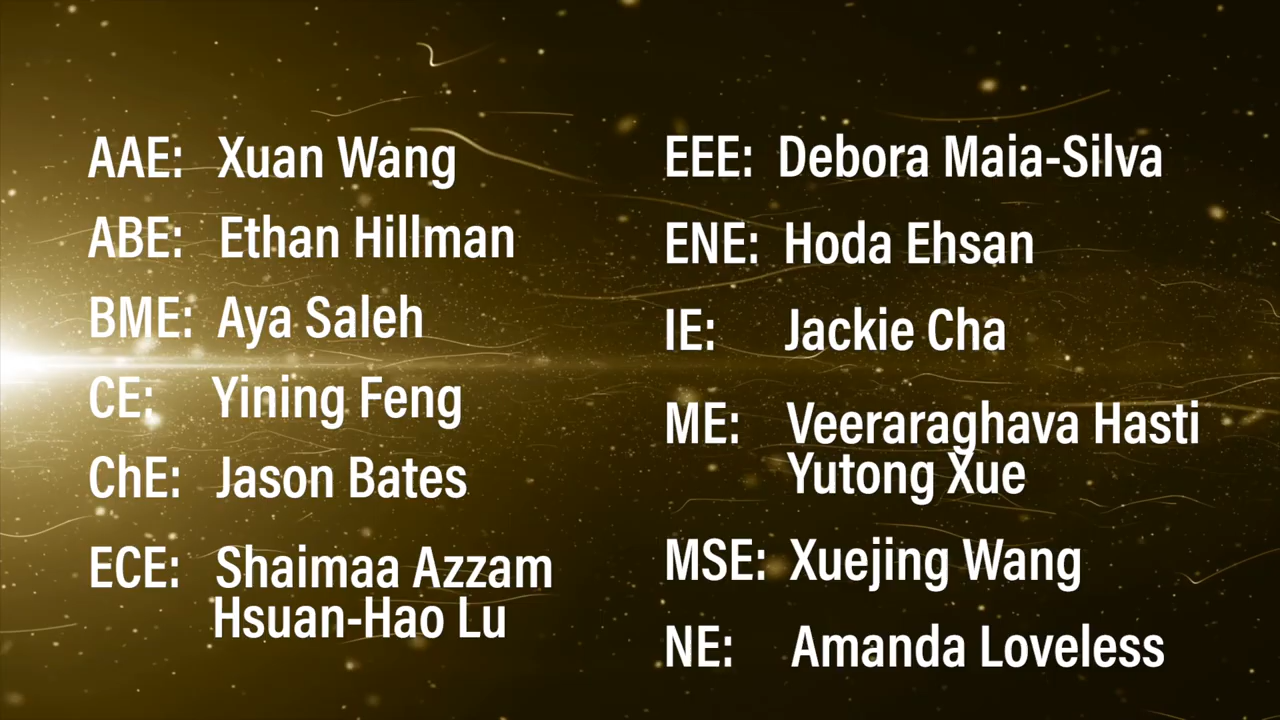 AAE: Xuan Wang
ABE: Ethan Hillman
BME: Aya Saleh
CE: Yining Feng
ChE: Jason Bates
ECE: Shaimaa Azzam
Hsuan-Hao Lu
EEE: Debora Maia-Silva
ENE: Hoda Ehsan
IE: Jackie Cha
ME: Veeraraghava Hasti
Yutong Xue
MSE: Xuejing Wang
NE: Amanda Loveless